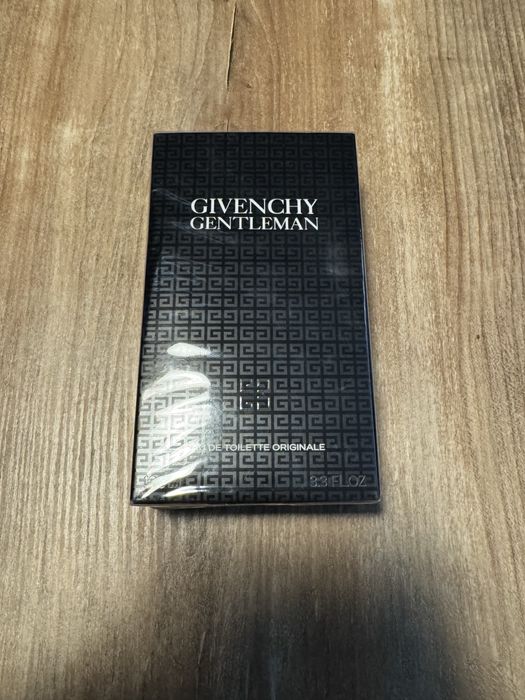 GIVENCHY
GENTLEMAN
DE TOILETTE ORIGINALE
3.3 FL.OZ